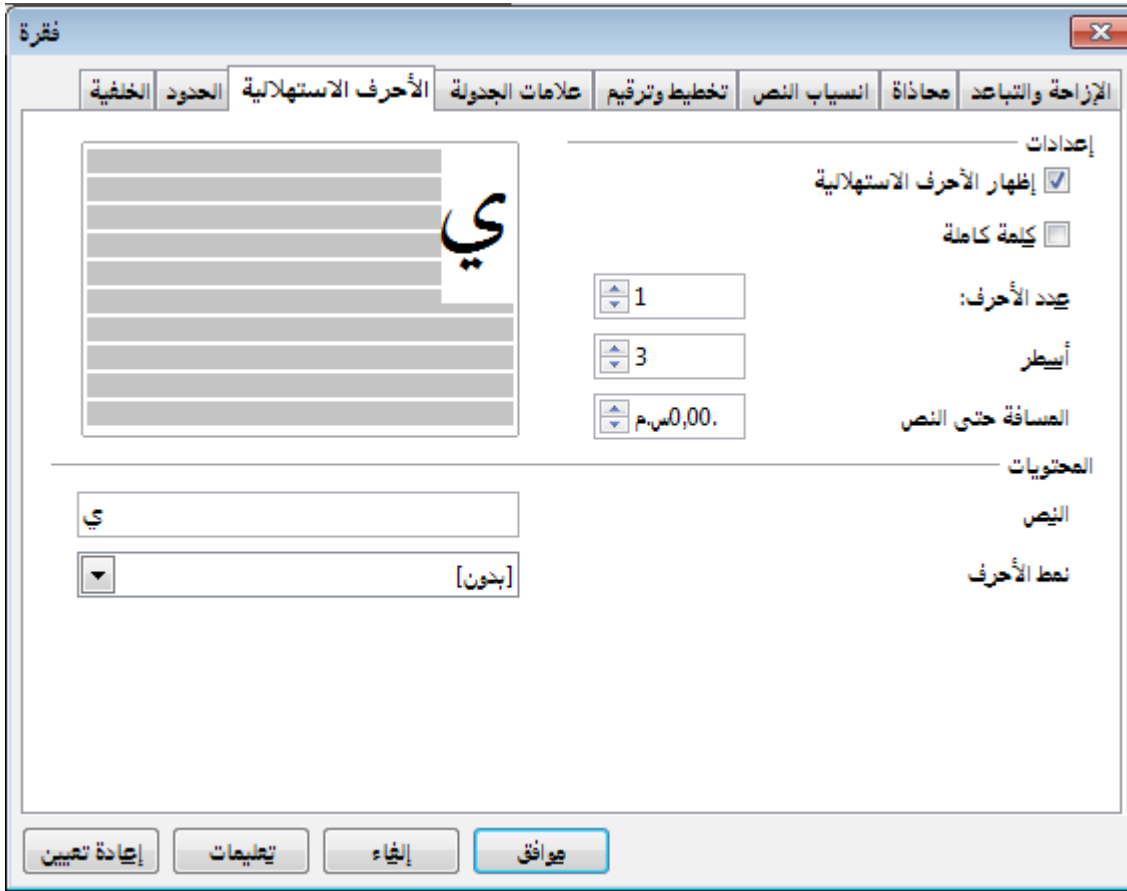 فقرة
الإزاحة والتباعد محاذاة انسياب النص تخطيط وترقيم علامات الجدولة الأحرف الاستهلالية الحدود الخلفية
إعدادات
إظهار الأحرف الاستهلالية
كلمة كاملة
عدد الأحرف: 1
أسطر 3
المسافة حتى النص 0,00س.م.
ي
المحتويات
النص ي
نمط الأحرف [بدون]
موافق إلغاء تعليمات إعادة تعيين